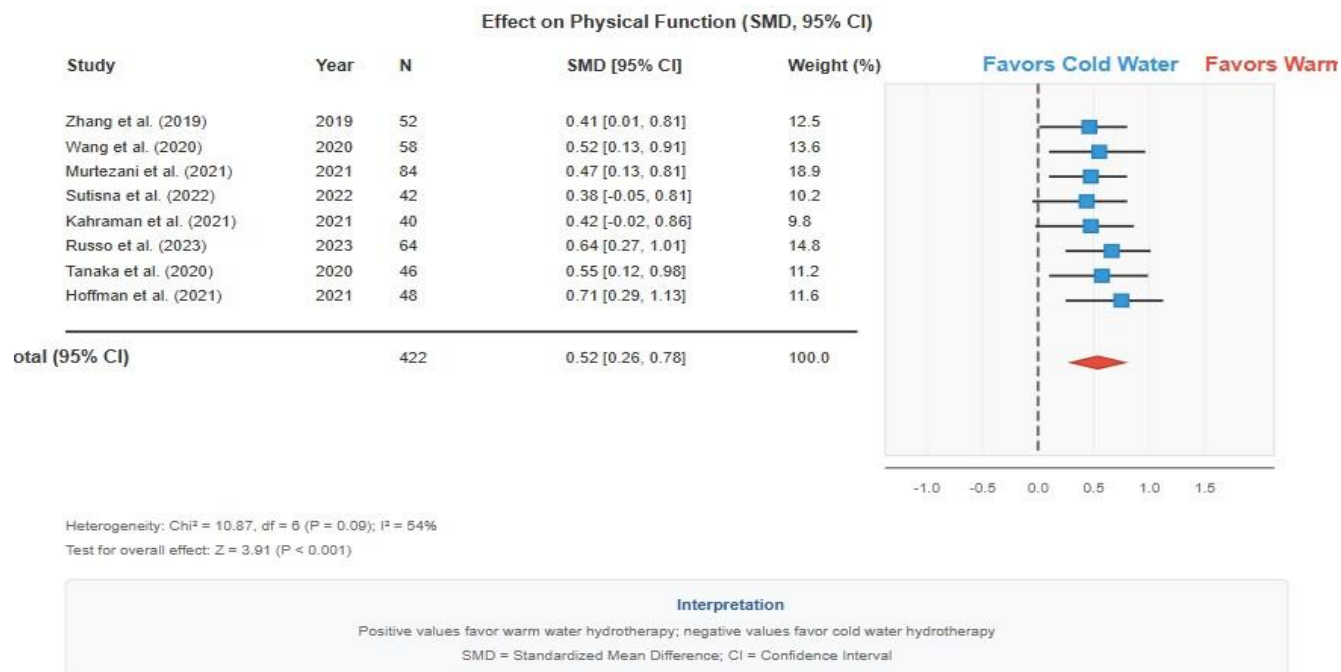 Effect on Physical Function (SMD, 95% CI)
Study Year N SMD [95% CI] Weight (%) Favors Cold Water Favors Warm
Zhang et al. (2019) 2019 52 0.41 [0.01, 0.81] 12.5
Wang et al. (2020) 2020 58 0.52 [0.13, 0.91] 13.6
Murtezani et al. (2021) 2021 84 0.47 [0.13, 0.81] 18.9
Sutisna et al. (2022) 2022 42 0.38 [-0.05, 0.81] 10.2
Kahraman et al. (2021) 2021 40 0.42 [-0.02, 0.86] 9.8
Russo et al. (2023) 2023 64 0.64 [0.27, 1.01] 14.8
Tanaka et al. (2020) 2020 46 0.55 [0.12, 0.98] 11.2
Hoffman et al. (2021) 2021 48 0.71 [0.29, 1.13] 11.6
otal (95% CI) 422 0.52 [0.26, 0.78] 100.0
-1.0 -0.5 0.0 0.5 1.0 1.5
Heterogeneity: Chi² = 10.87, df = 6 (P = 0.09); I² = 54%
Test for overall effect: Z = 3.91 (P < 0.001)
Interpretation
Positive values favor warm water hydrotherapy; negative values favor cold water hydrotherapy
SMD = Standardized Mean Difference; CI = Confidence Interval